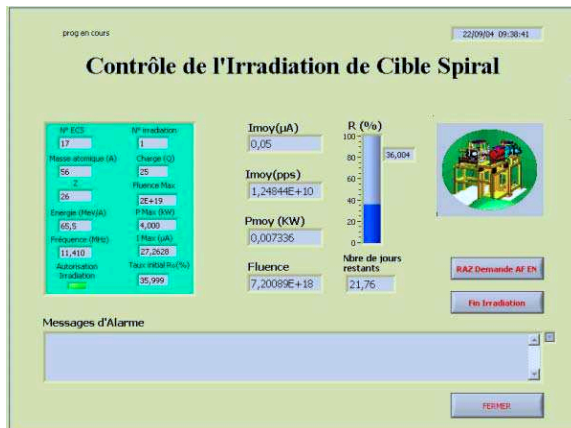 prog en cours
22/09/04 09:38:41
Contrôle de l'Irradiation de Cible Spiral
N° ECS
17
N° irradiation
1
Masse atomique (A)
56
Charge (Q)
25
Z
26
Fluence Max
2E+19
Energie (MeV/A)
65,5
P Max (kW)
4,000
Fréquence (MHz)
11,410
I Max (µA)
27,2628
Autorisation
Irradiation
Taux initial Ro(%)
35,999
Imoy(µA)
0,05
Imoy(pps)
1,24844E+10
Pmoy (KW)
0,007336
Fluence
7,20089E+18
R (%)
100
80
60
40
20
0
36,004
Nbre de jours
restants
21,76
RAZ Demande AF EN
Fin Irradiation
Messages d'Alarme
FERMER